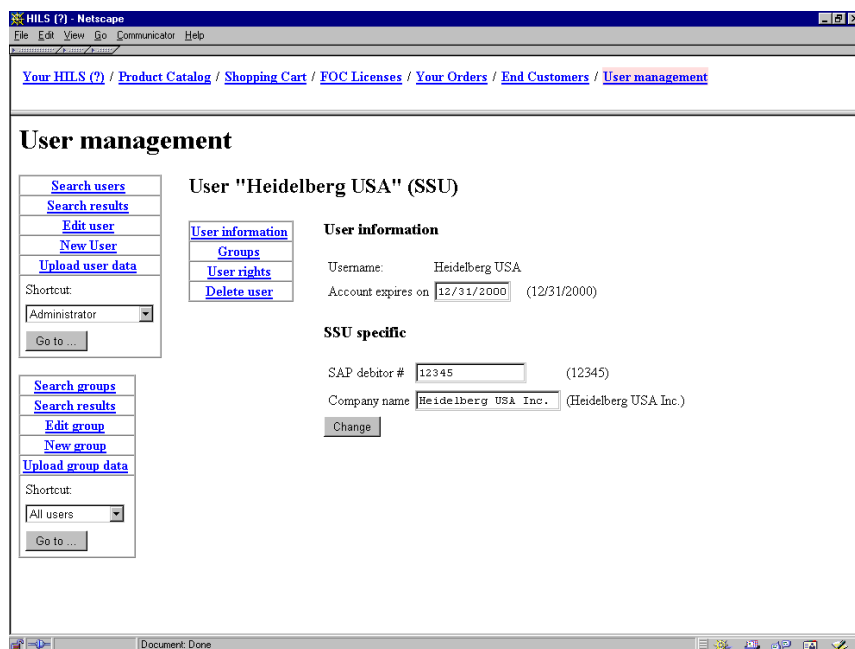 HILS (?) - Netscape
File Edit View Go Communicator Help
Your HILS (?) / Product Catalog / Shopping Cart / FOC Licenses / Your Orders / End Customers / User management
User management
Search users
Search results
Edit user
New User
Upload user data
Shortcut:
Administrator
Go to ...
Search groups
Search results
Edit group
New group
Upload group data
Shortcut:
All users
Go to ...
User "Heidelberg USA" (SSU)
User information
Groups
User rights
Delete user
User information
Username: Heidelberg USA
Account expires on 12/31/2000 (12/31/2000)
SSU specific
SAP debitor # 12345 (12345)
Company name Heidelberg USA Inc. (Heidelberg USA Inc.)
Change
Document: Done